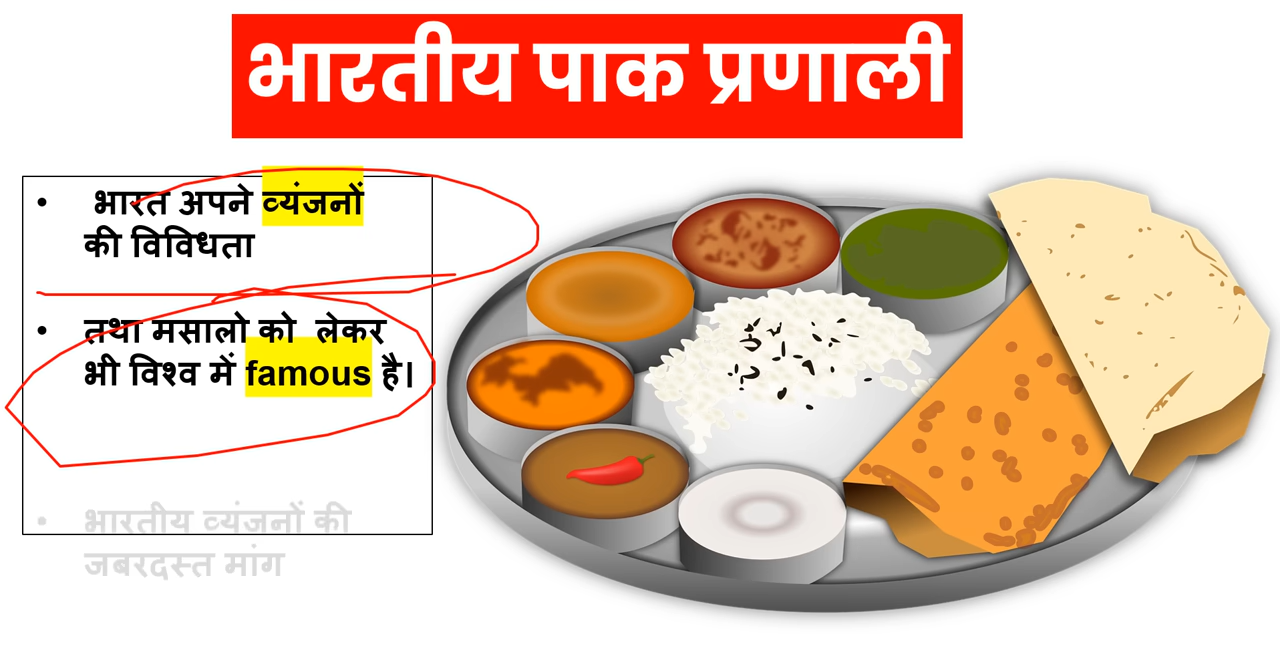 भारतीय पाक प्रणाली
• भारत अपने व्यंजनों
की विविधता
• तथा मसालो को लेकर
भी विश्व में famous है।
• भारतीय व्यंजनों की
जबरदस्त मांग